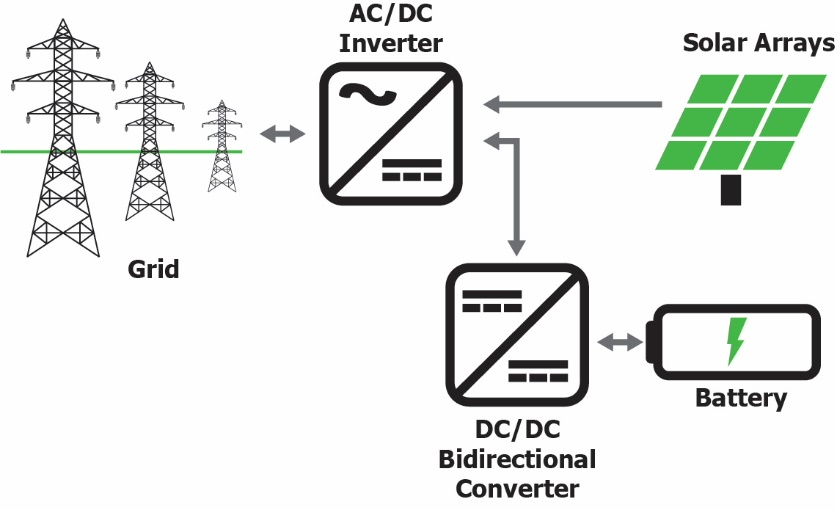 AC/DC
Inverter
Solar Arrays
Grid
Battery
DC/DC
Bidirectional
Converter